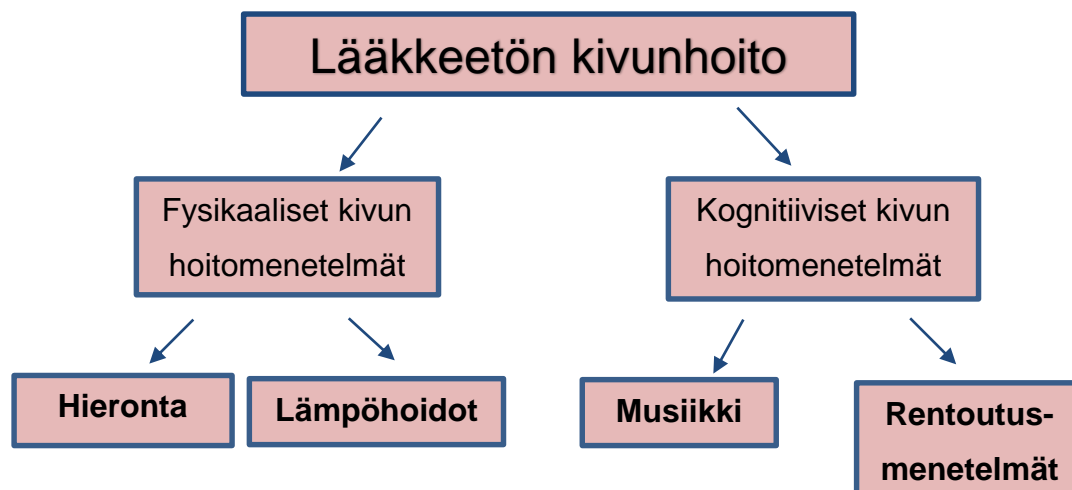 Lääkkeetön kivunhoito
Fysikaaliset kivun
hoitomenetelmät
Kognitiiviset kivun
hoitomenetelmät
Hieronta
Lämpöhoidot
Musiikki
Rentoutus-
menetelmät